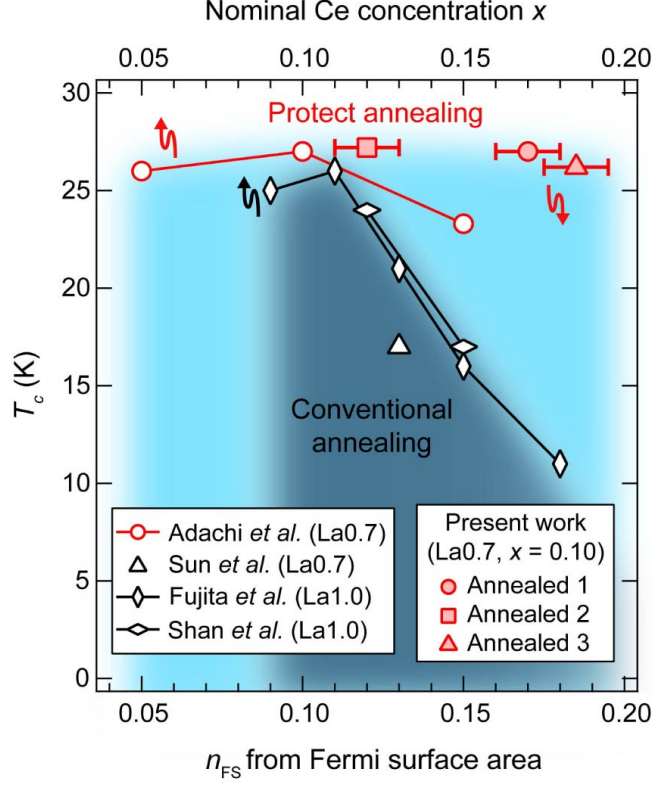 Nominal Ce concentration x
0.05 0.10 0.15 0.20
30
25
20
15
10
5
0
T_c (K)
Protect annealing
Conventional
annealing
Adachi et al. (La0.7)
Sun et al. (La0.7)
Fujita et al. (La1.0)
Shan et al. (La1.0)
Present work
(La0.7, x = 0.10)
Annealed 1
Annealed 2
Annealed 3
0.05 0.10 0.15 0.20
n_FS from Fermi surface area